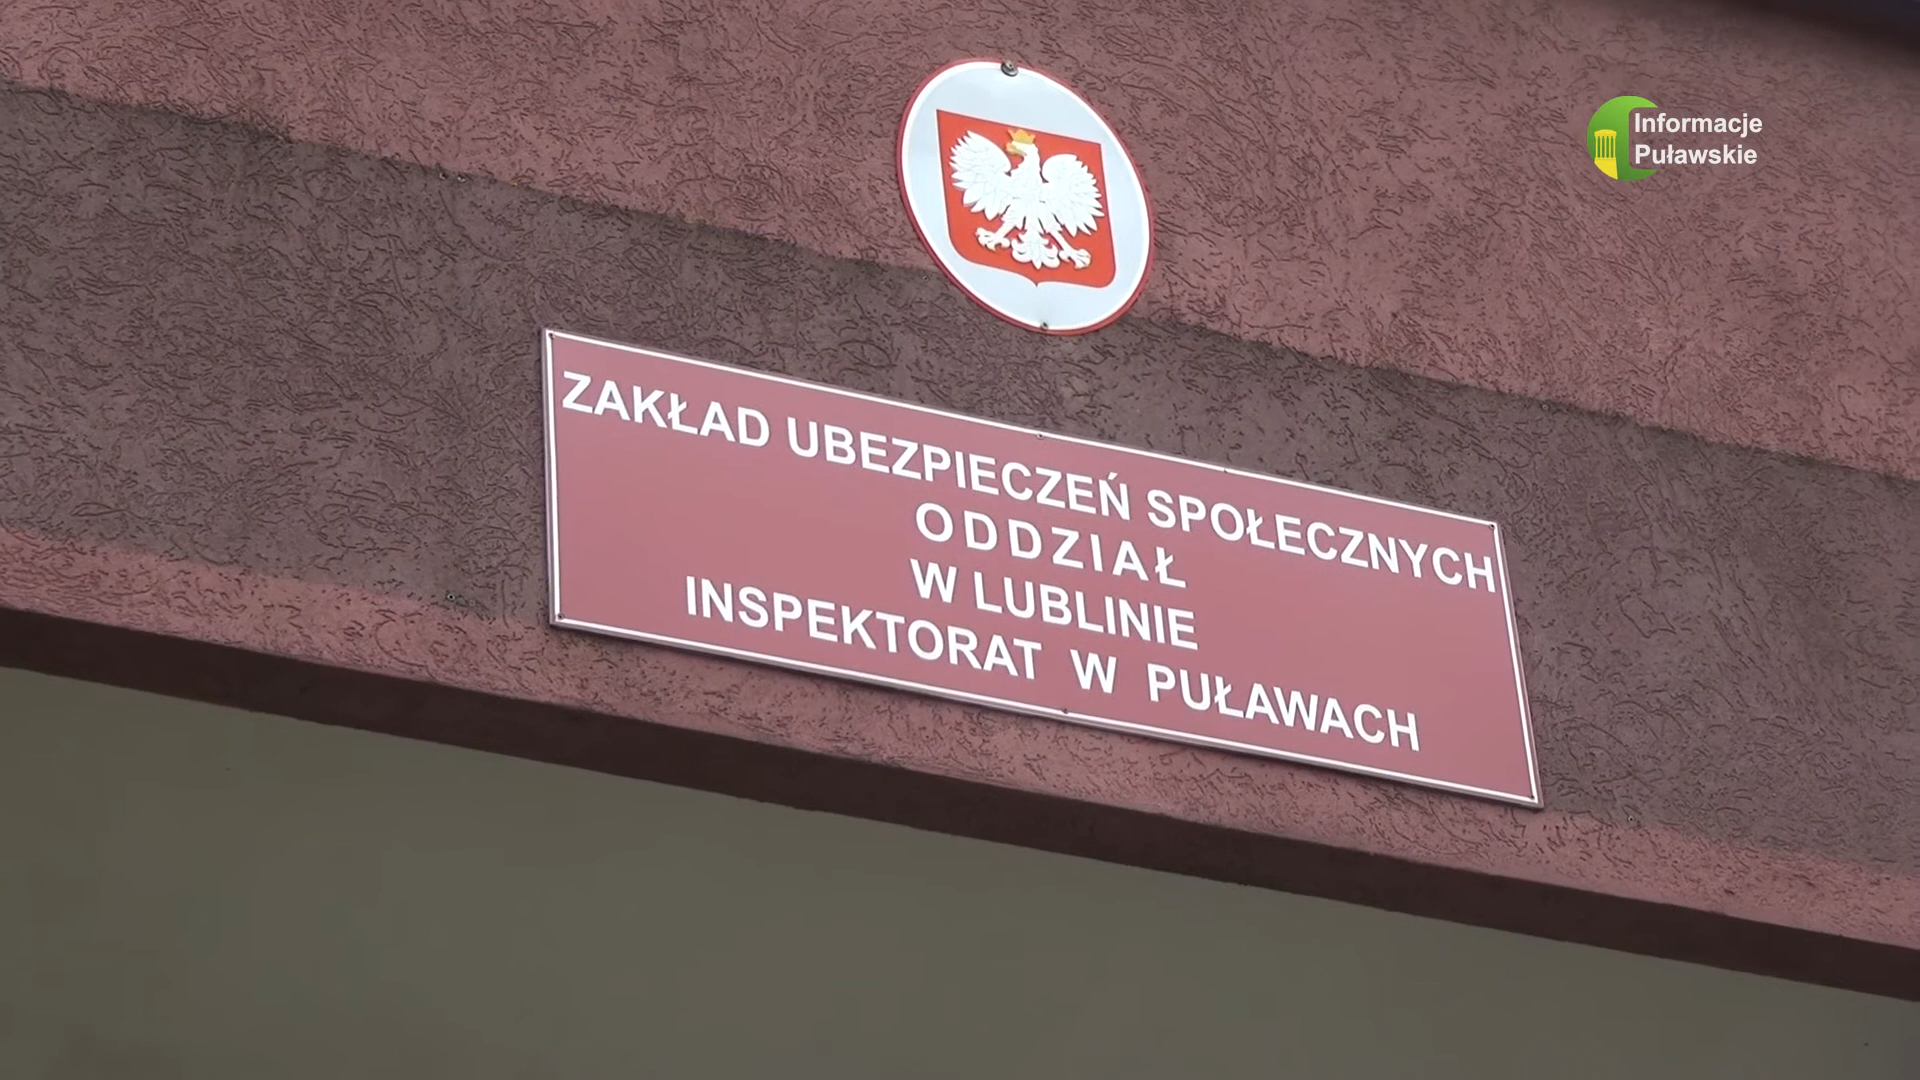 Informacje
Puławskie
ZAKŁAD UBEZPIECZEŃ SPOŁECZNYCH
ODDZIAŁ
W LUBLINIE
INSPEKTORAT W PUŁAWACH